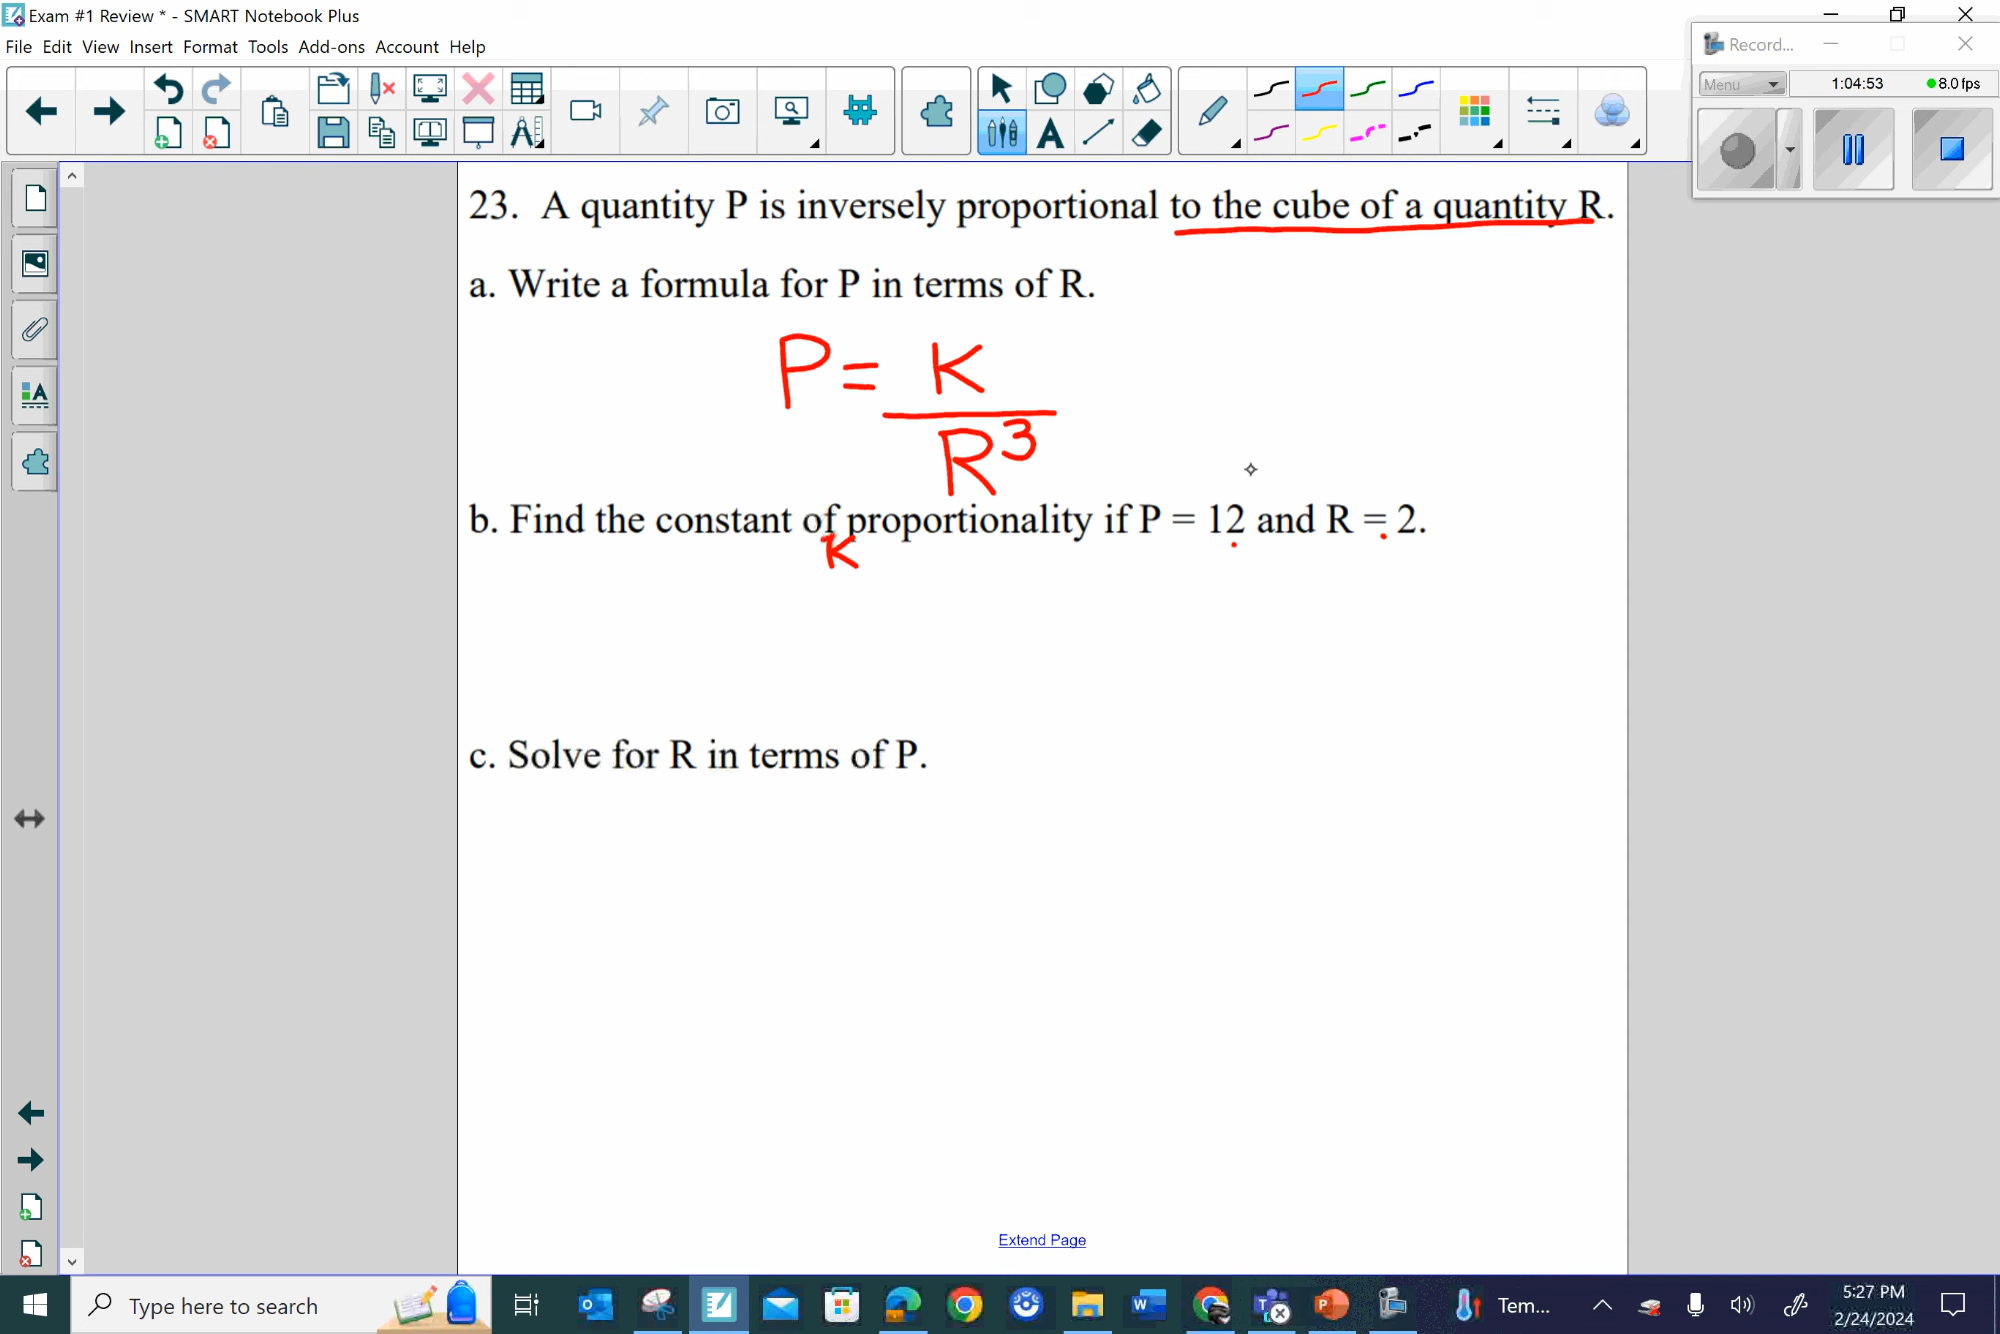 Exam #1 Review * - SMART Notebook Plus
File Edit View Insert Format Tools Add-ons Account Help
Record...
Menu
1:04:53
8.0 fps
23. A quantity P is inversely proportional to the cube of a quantity R.
a. Write a formula for P in terms of R.
P = K
R³
b. Find the constant of proportionality if P = 12 and R = 2.
K
c. Solve for R in terms of P.
Extend Page
Type here to search
Tem...
5:27 PM
2/24/2024